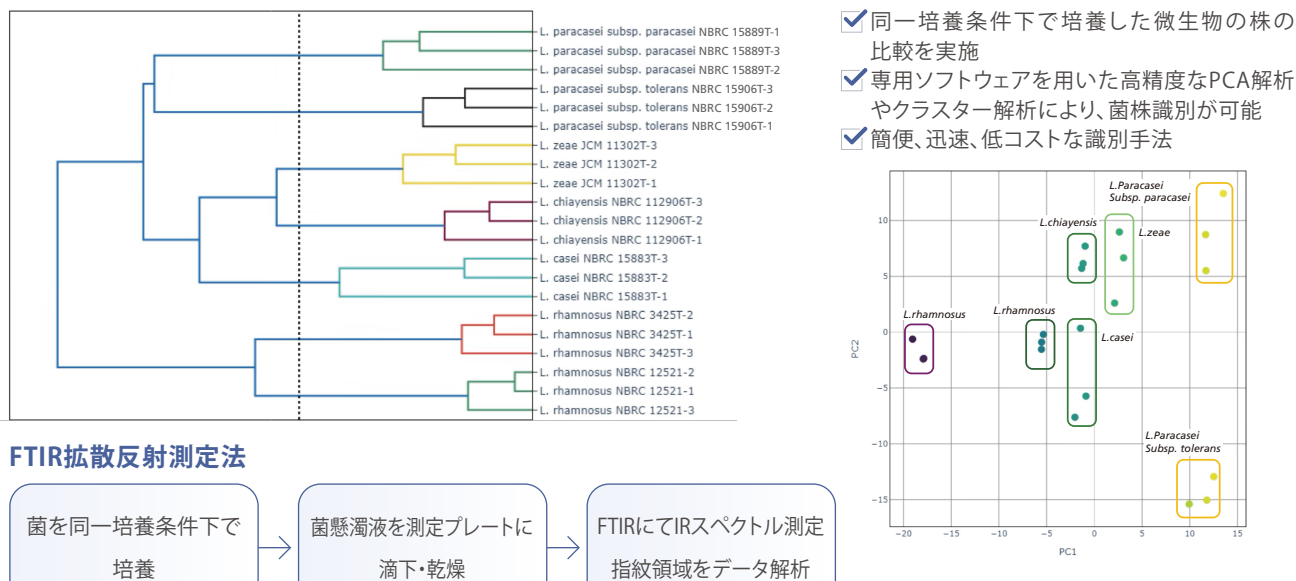 L. paracasei subsp. paracasei NBRC 15889T-1
L. paracasei subsp. paracasei NBRC 15889T-3
L. paracasei subsp. paracasei NBRC 15889T-2
L. paracasei subsp. tolerans NBRC 15906T-3
L. paracasei subsp. tolerans NBRC 15906T-2
L. paracasei subsp. tolerans NBRC 15906T-1
L. zeae JCM 11302T-3
L. zeae JCM 11302T-2
L. zeae JCM 11302T-1
L. chiayensis NBRC 112906T-3
L. chiayensis NBRC 112906T-2
L. chiayensis NBRC 112906T-1
L. casei NBRC 15883T-3
L. casei NBRC 15883T-2
L. casei NBRC 15883T-1
L. rhamnosus NBRC 3425T-2
L. rhamnosus NBRC 3425T-1
L. rhamnosus NBRC 3425T-3
L. rhamnosus NBRC 12521-2
L. rhamnosus NBRC 12521-1
L. rhamnosus NBRC 12521-3
同一培養条件下で培養した微生物の株の
比較を実施
専用ソフトウェアを用いた高精度なPCA解析
やクラスター解析により、菌株識別が可能
簡便、迅速、低コストな識別手法
L.Paracasei
Subsp. paracasei
L.chiayensis
L.zeae
L.rhamnosus
L.rhamnosus
L.casei
L.Paracasei
Subsp. tolerans
10
5
0
−5
−10
−15
PC2
−20
−15
−10
−5
0
5
10
15
PC1
FTIR拡散反射測定法
菌を同一培養条件下で
培養
菌懸濁液を測定プレートに
滴下・乾燥
FTIRにてIRスペクトル測定
指紋領域をデータ解析